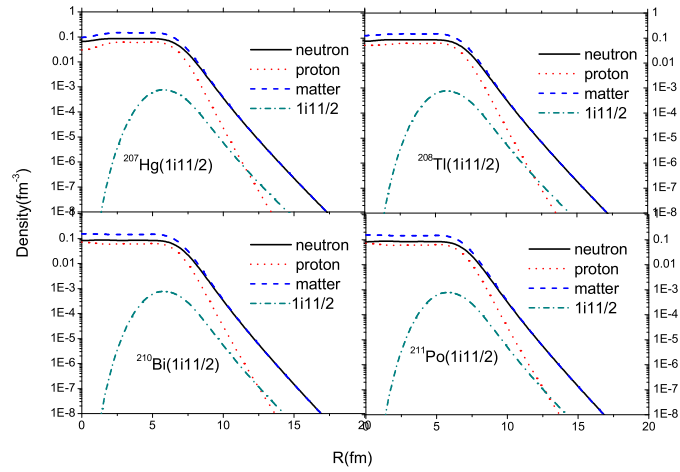 1
0.1
0.01
1E-3
1E-4
1E-5
1E-6
1E-7
1E-8
neutron
proton
matter
1i11/2
²⁰⁷Hg(1i11/2)
1
0.1
0.01
1E-3
1E-4
1E-5
1E-6
1E-7
1E-8
neutron
proton
matter
1i11/2
²⁰⁸Tl(1i11/2)
Density(fm⁻³)
0.1
0.01
1E-3
1E-4
1E-5
1E-6
1E-7
1E-8
0 5 10 15 20
neutron
proton
matter
1i11/2
²¹⁰Bi(1i11/2)
0.1
0.01
1E-3
1E-4
1E-5
1E-6
1E-7
1E-8
0 5 10 15 20
neutron
proton
matter
1i11/2
²¹¹Po(1i11/2)
R(fm)